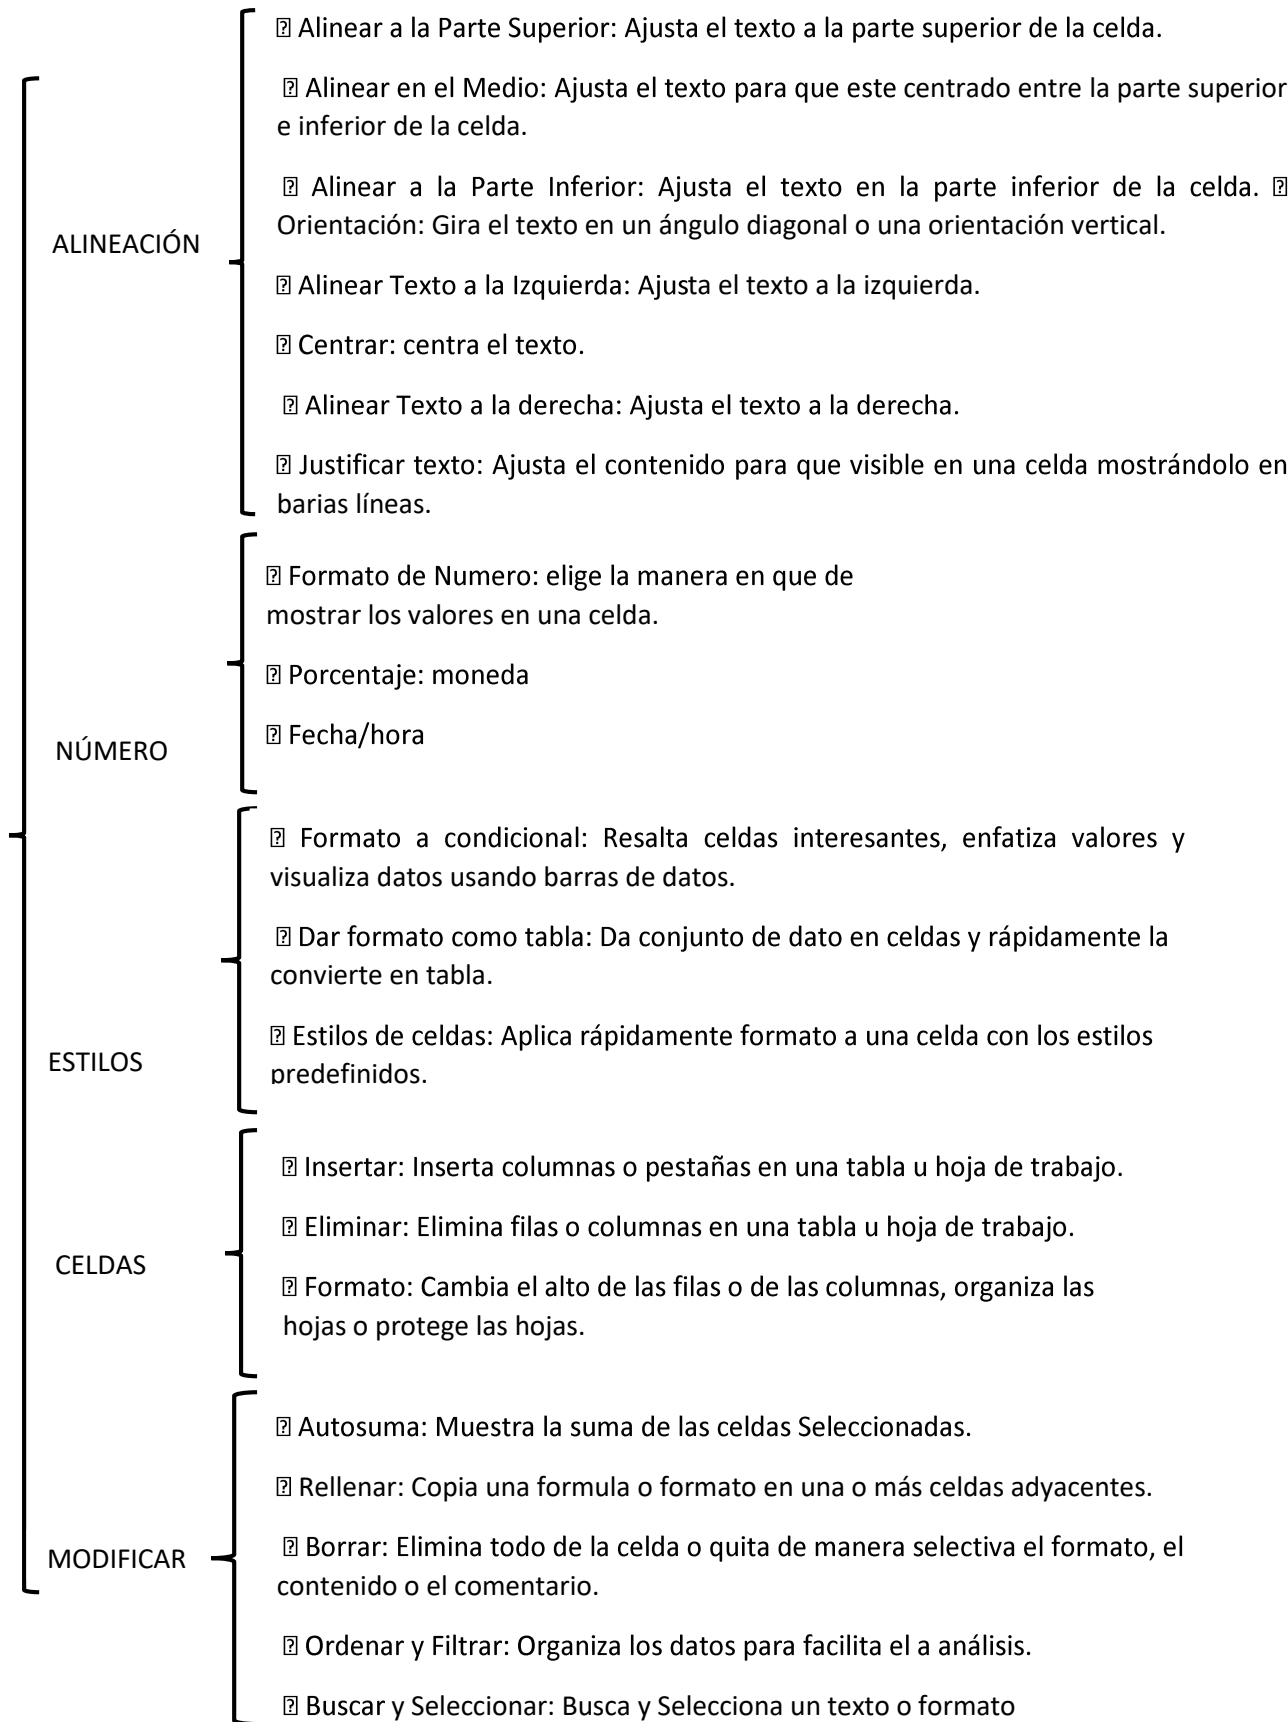 ⍰ Alinear a la Parte Superior: Ajusta el texto a la parte superior de la celda.
⍰ Alinear en el Medio: Ajusta el texto para que este centrado entre la parte superior
e inferior de la celda.
⍰ Alinear a la Parte Inferior: Ajusta el texto en la parte inferior de la celda. ⍰
Orientación: Gira el texto en un ángulo diagonal o una orientación vertical.
ALINEACIÓN
⍰ Alinear Texto a la Izquierda: Ajusta el texto a la izquierda.
⍰ Centrar: centra el texto.
⍰ Alinear Texto a la derecha: Ajusta el texto a la derecha.
⍰ Justificar texto: Ajusta el contenido para que visible en una celda mostrándolo en
barias líneas.
⍰ Formato de Numero: elige la manera en que de
mostrar los valores en una celda.
⍰ Porcentaje: moneda
⍰ Fecha/hora
NÚMERO
⍰ Formato a condicional: Resalta celdas interesantes, enfatiza valores y
visualiza datos usando barras de datos.
⍰ Dar formato como tabla: Da conjunto de dato en celdas y rápidamente la
convierte en tabla.
⍰ Estilos de celdas: Aplica rápidamente formato a una celda con los estilos
predefinidos.
ESTILOS
⍰ Insertar: Inserta columnas o pestañas en una tabla u hoja de trabajo.
⍰ Eliminar: Elimina filas o columnas en una tabla u hoja de trabajo.
CELDAS
⍰ Formato: Cambia el alto de las filas o de las columnas, organiza las
hojas o protege las hojas.
⍰ Autosuma: Muestra la suma de las celdas Seleccionadas.
⍰ Rellenar: Copia una formula o formato en una o más celdas adyacentes.
⍰ Borrar: Elimina todo de la celda o quita de manera selectiva el formato, el
contenido o el comentario.
MODIFICAR
⍰ Ordenar y Filtrar: Organiza los datos para facilita el a análisis.
⍰ Buscar y Seleccionar: Busca y Selecciona un texto o formato